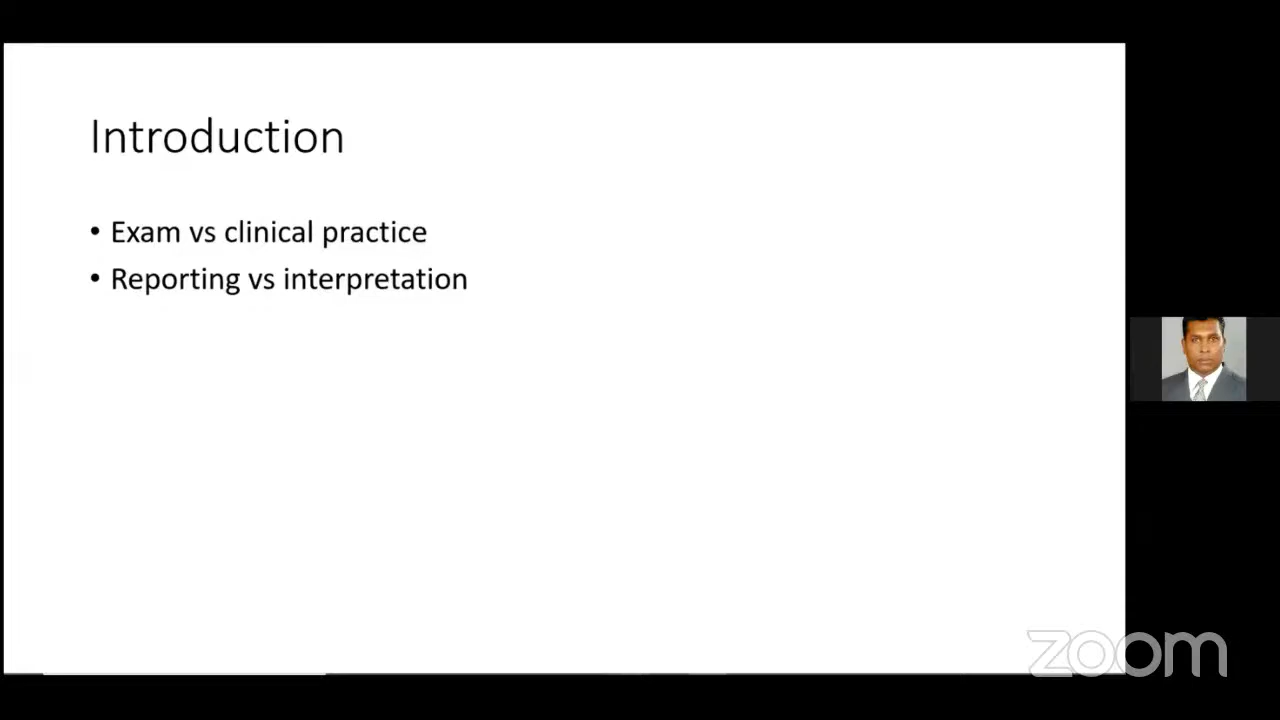 Introduction
• Exam vs clinical practice
• Reporting vs interpretation
zoom